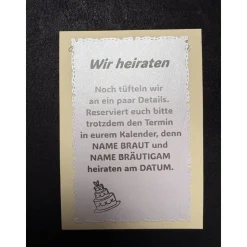 Wir heiraten
Noch tüfteln wir
an ein paar Details.
Reserviert euch bitte
trotzdem den Termin
in eurem Kalender, denn
NAME BRAUT und
NAME BRÄUTIGAM
heiraten am DATUM.